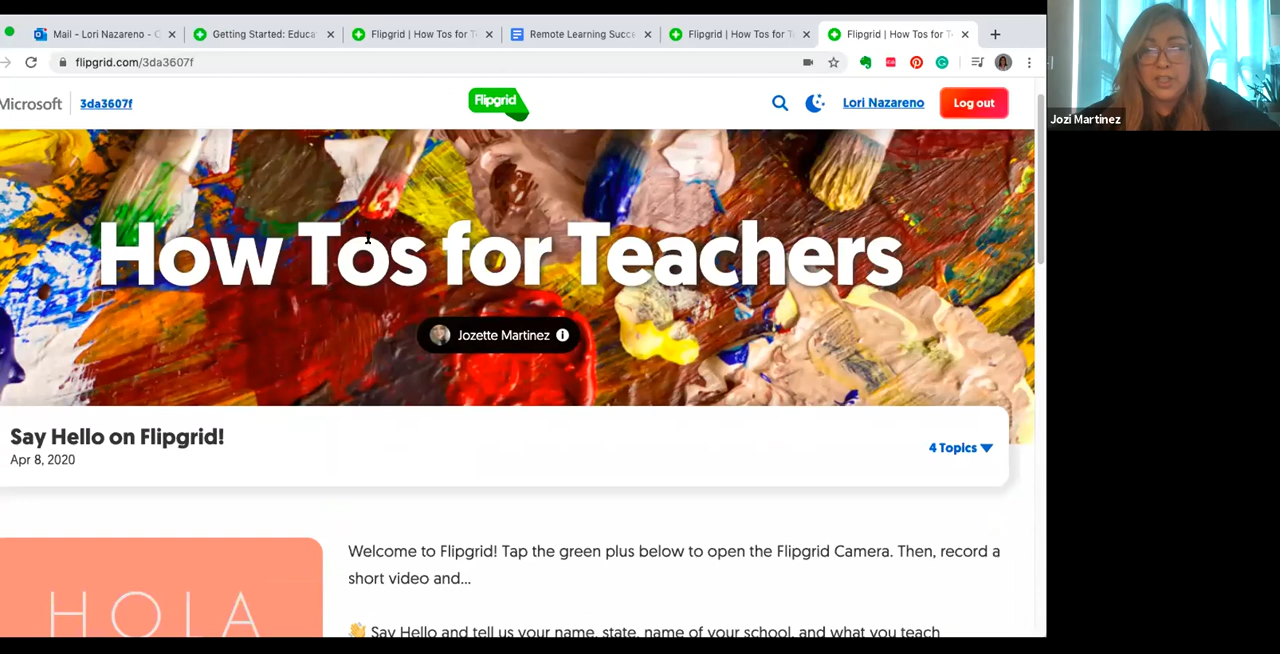 Mail - Lori Nazareno - C
Getting Started: Educa
Flipgrid | How Tos for T
Remote Learning Succe
Flipgrid | How Tos for T
Flipgrid | How Tos for T
flipgrid.com/3da3607f
Microsoft
3da3607f
Flipgrid
Lori Nazareno
Log out
Jozi Martinez
How Tos for Teachers
Jozette Martinez
Say Hello on Flipgrid!
Apr 8, 2020
4 Topics
Welcome to Flipgrid! Tap the green plus below to open the Flipgrid Camera. Then, record a
short video and...
HOLA
👋 Say Hello and tell us your name, state, name of your school, and what you teach